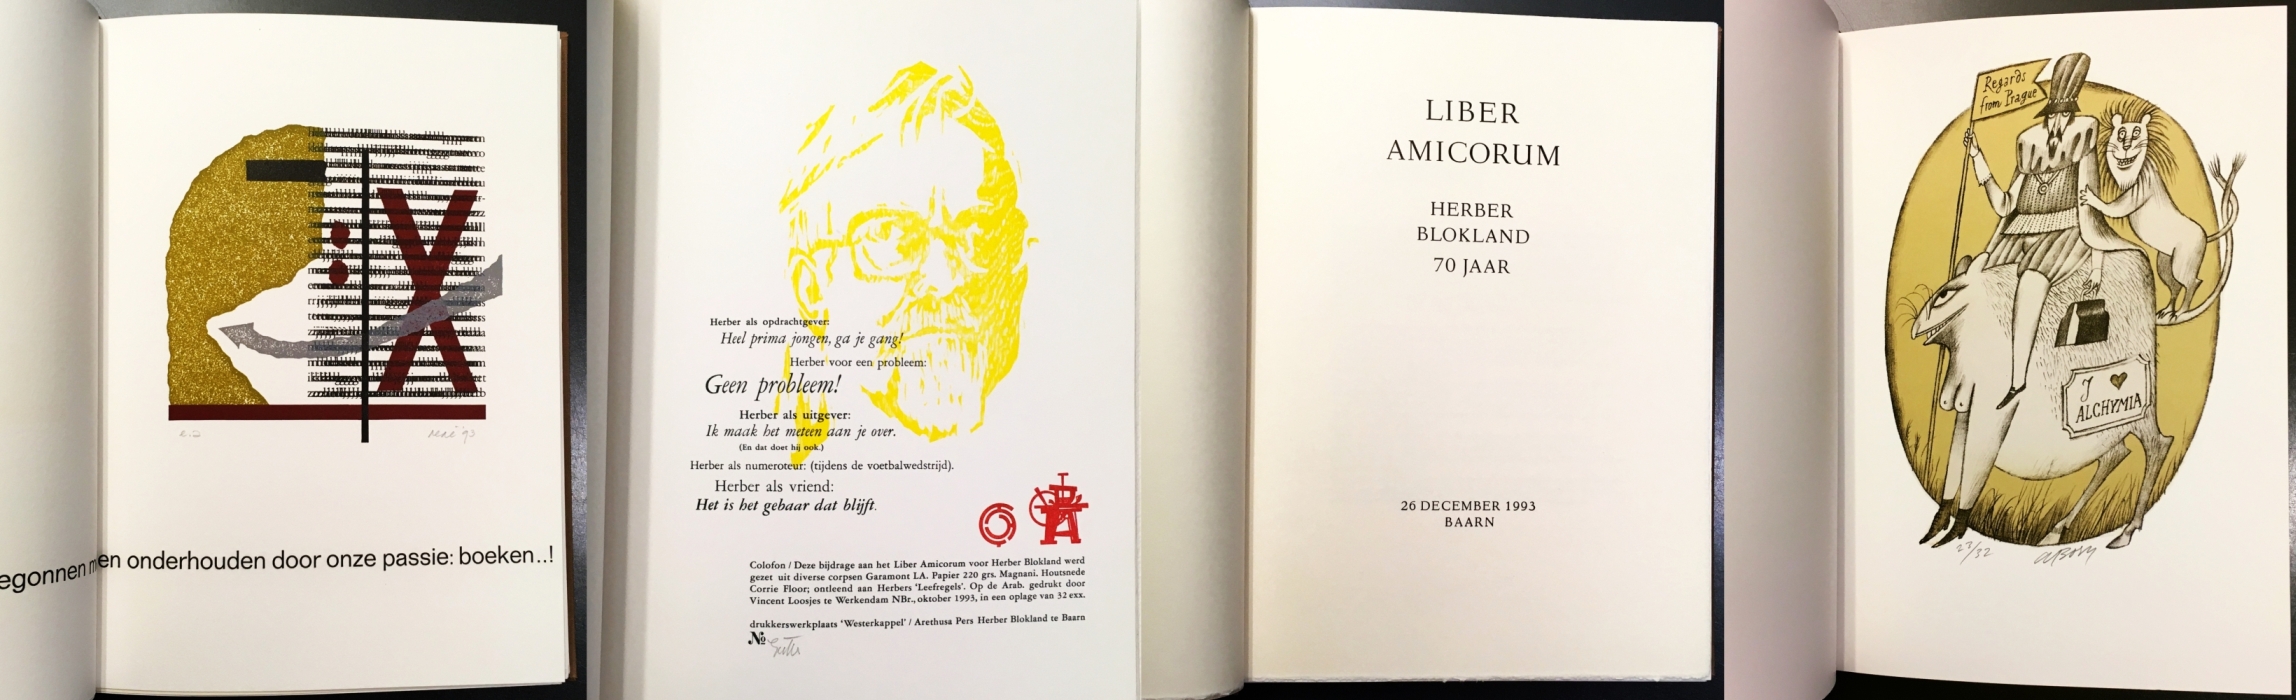 egonnen men onderhouden door onze passie: boeken..!
Herber als opdrachtgever:
Heel prima jongen, ga je gang!
Herber voor een probleem:
Geen probleem!
Herber als uitgever:
Ik maak het meteen aan je over.
(En dat doet hij ook.)
Herber als numeroteur: (tijdens de voetbalwedstrijd).
Herber als vriend:
Het is het gebaar dat blijft.
Colofon / Deze bijdrage aan het Liber Amicorum voor Herber Blokland werd
gezet uit diverse corpsen Garamont LA. Papier 220 grs. Magnani. Houtsnede
Corrie Floor; ontleend aan Herbers 'Leefregels'. Op de Arab. gedrukt door
Vincent Loosjes te Werkendam NBr., oktober 1993, in een oplage van 32 exx.
drukkerswerkplaats 'Westerkappel' / Arethusa Pers Herber Blokland te Baarn
№
LIBER
AMICORUM
HERBER
BLOKLAND
70 JAAR
26 DECEMBER 1993
BAARN
Regards
from Prague
I ♥
ALCHYMIA